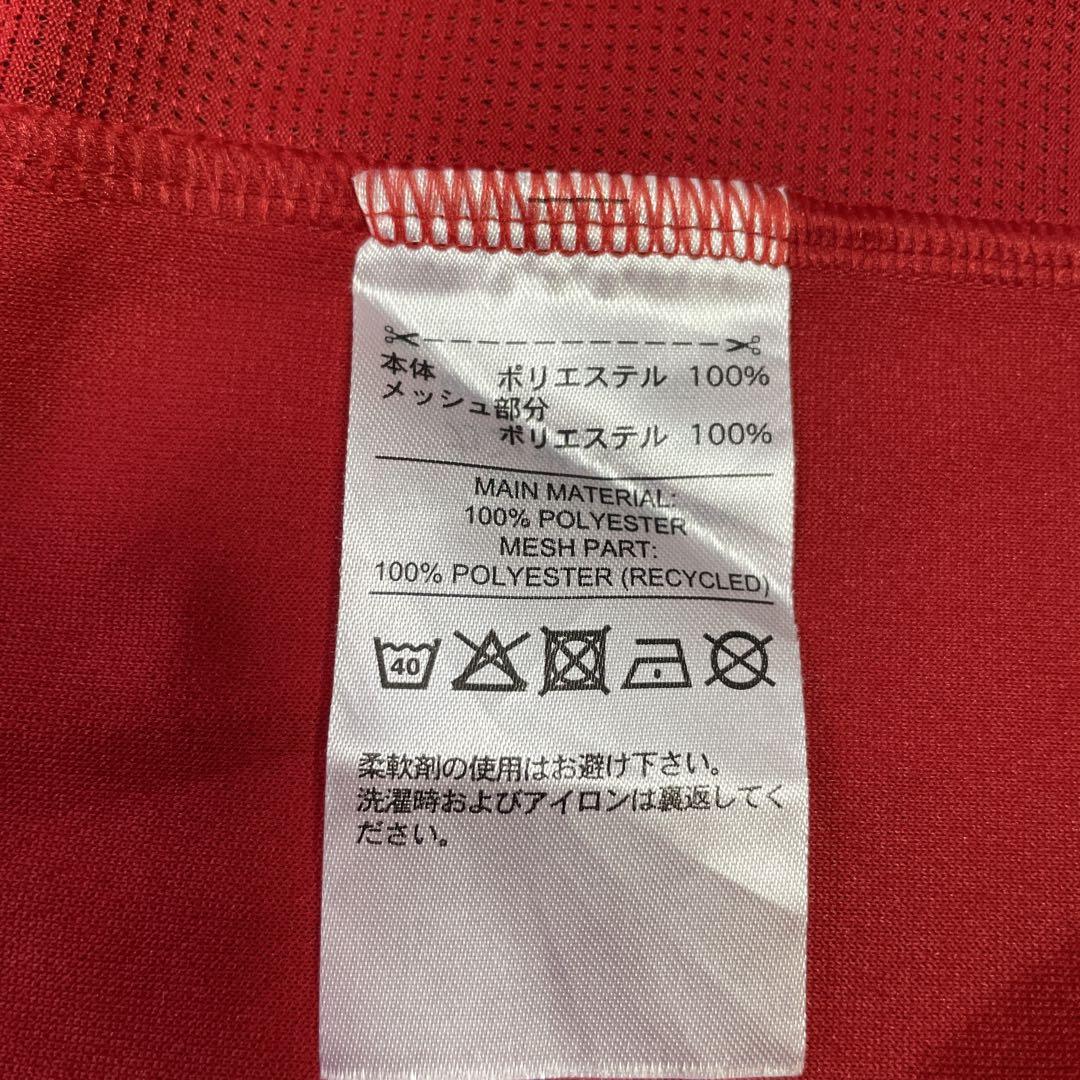 本体 ポリエステル 100%
メッシュ部分
ポリエステル 100%
MAIN MATERIAL:
100% POLYESTER
MESH PART:
100% POLYESTER (RECYCLED)
40
柔軟剤の使用はお避け下さい。
洗濯時およびアイロンは裏返してく
ださい。